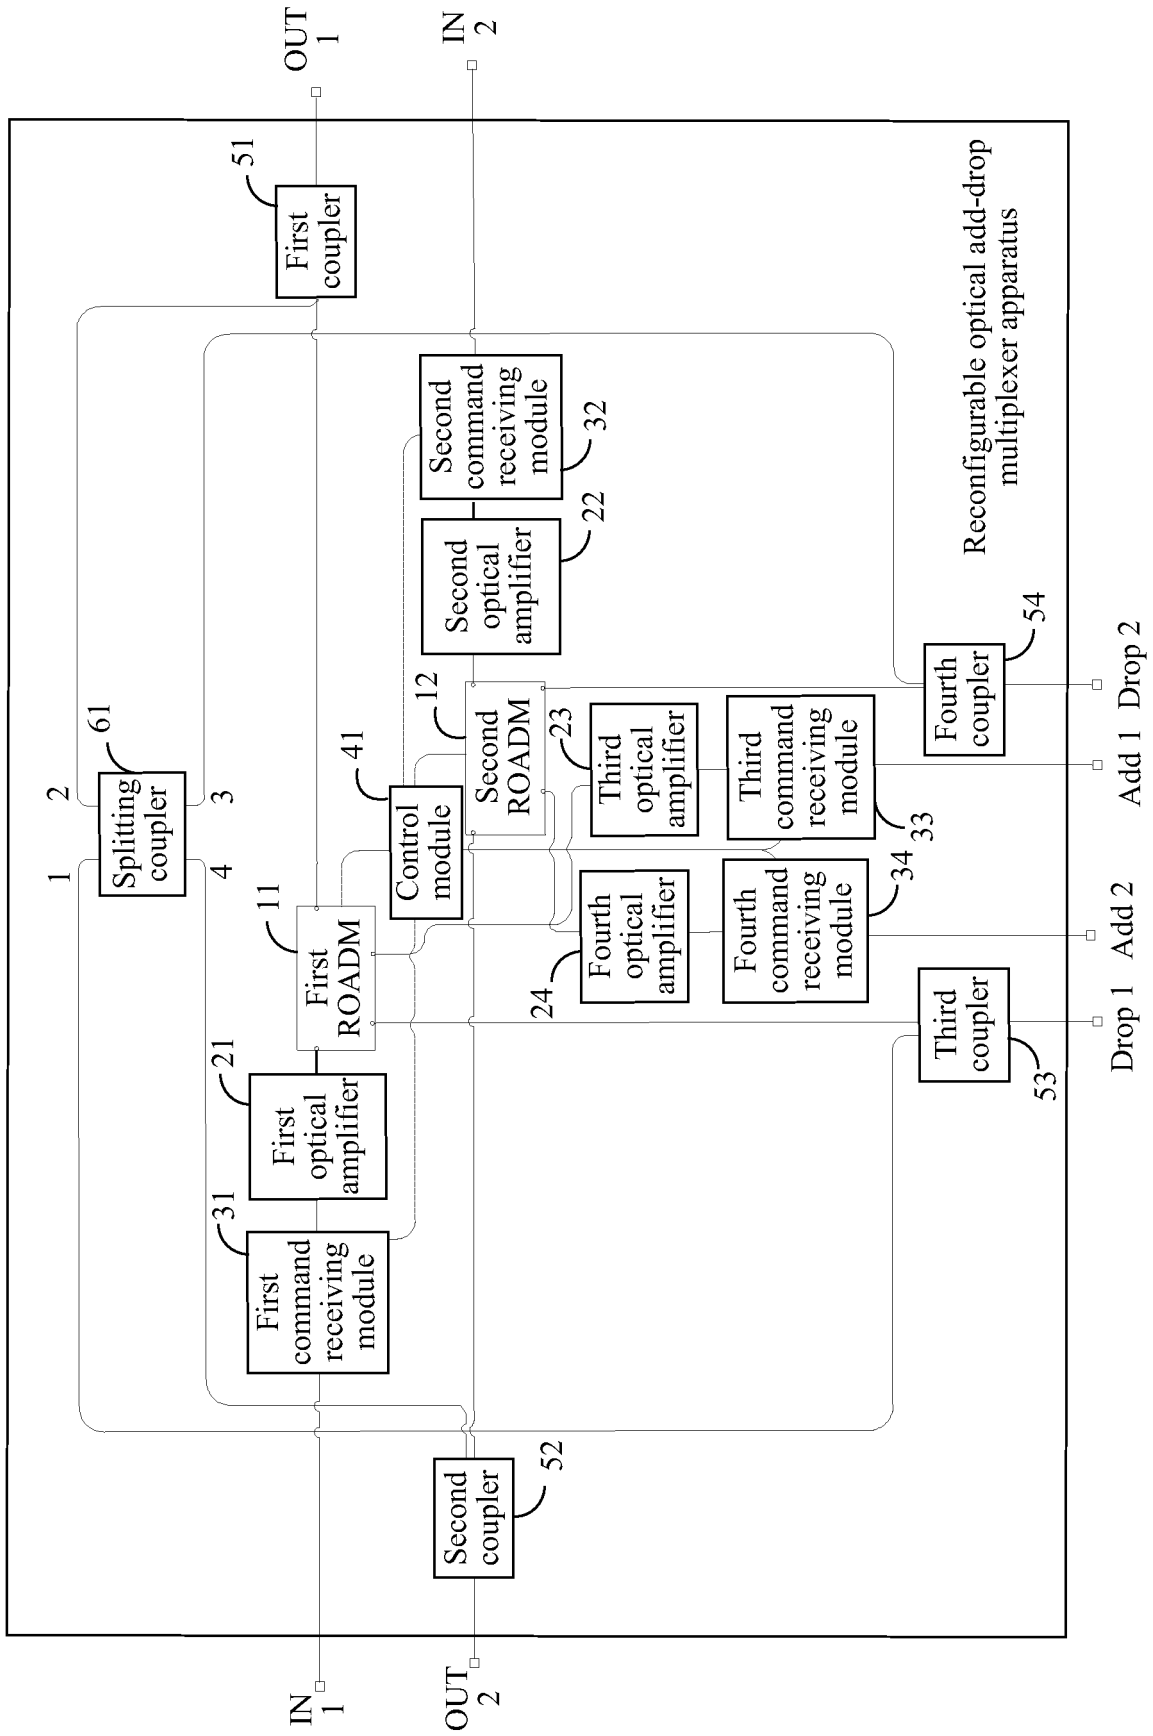 IN
1
OUT
2
First
command
receiving
module
31
First
optical
amplifier
21
First
ROADM
11
1
2
Splitting
coupler
61
4
3
First
coupler
51
OUT
1
IN
2
Second
coupler
52
Control
module
41
Second
ROADM
12
Second
optical
amplifier
22
Second
command
receiving
module
32
Fourth
optical
amplifier
24
Third
optical
amplifier
23
Fourth
command
receiving
module
34
Third
command
receiving
module
33
Third
coupler
53
Fourth
coupler
54
Reconfigurable optical add-drop
multiplexer apparatus
Drop 1
Add 2
Add 1
Drop 2